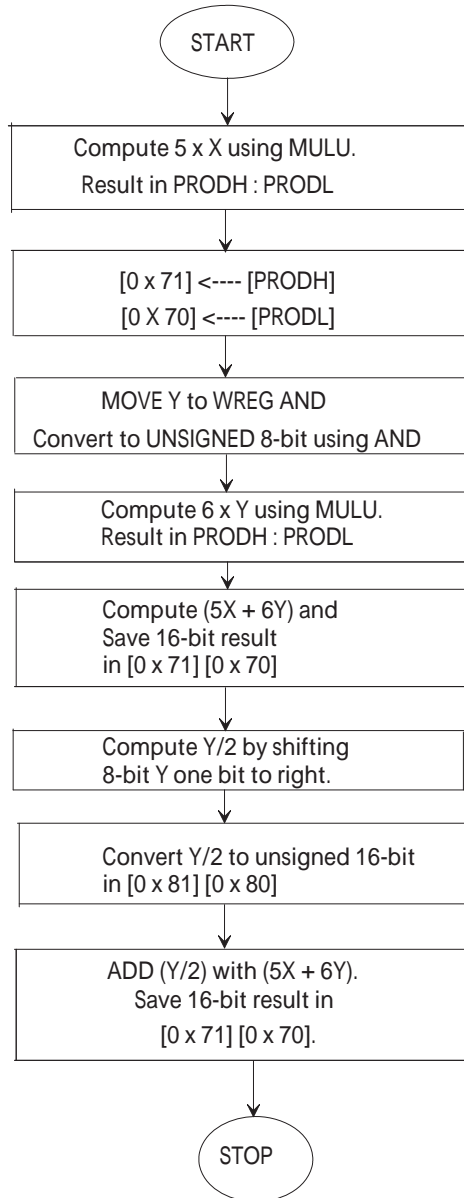 START
Compute 5 x X using MULU.
Result in PRODH : PRODL
[0 x 71] <---- [PRODH]
[0 X 70] <---- [PRODL]
MOVE Y to WREG AND
Convert to UNSIGNED 8-bit using AND
Compute 6 x Y using MULU.
Result in PRODH : PRODL
Compute (5X + 6Y) and
Save 16-bit result
in [0 x 71] [0 x 70]
Compute Y/2 by shifting
8-bit Y one bit to right.
Convert Y/2 to unsigned 16-bit
in [0 x 81] [0 x 80]
ADD (Y/2) with (5X + 6Y).
Save 16-bit result in
[0 x 71] [0 x 70].
STOP